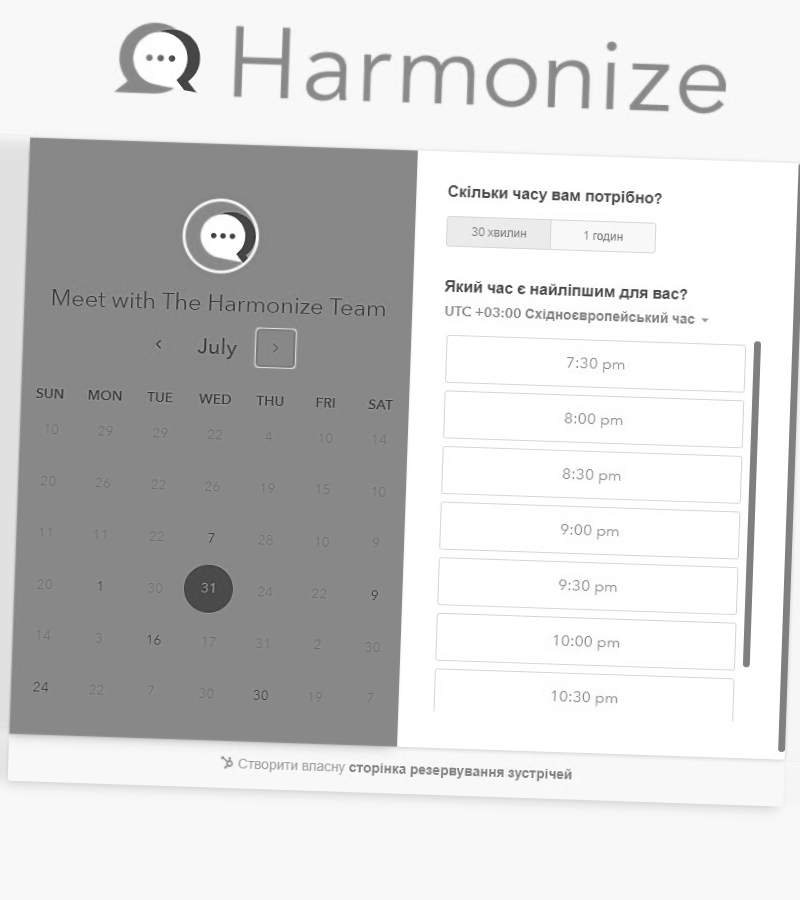 Harmonize
Meet with The Harmonize Team
July
SUN MON TUE WED THU FRI SAT
10 29 29 22 4 10 14
20 26 22 26 19 15 10
11 11 22 7 28 10 9
20 1 30 31 24 22 9
14 3 16 17 31 2 30
24 22 7 30 30 19 7
Скільки часу вам потрібно?
30 хвилин 1 годин
Який час є найліпшим для вас?
UTC +03:00 Східноєвропейський час
7:30 pm
8:00 pm
8:30 pm
9:00 pm
9:30 pm
10:00 pm
10:30 pm
Створити власну сторінка резервування зустрічей